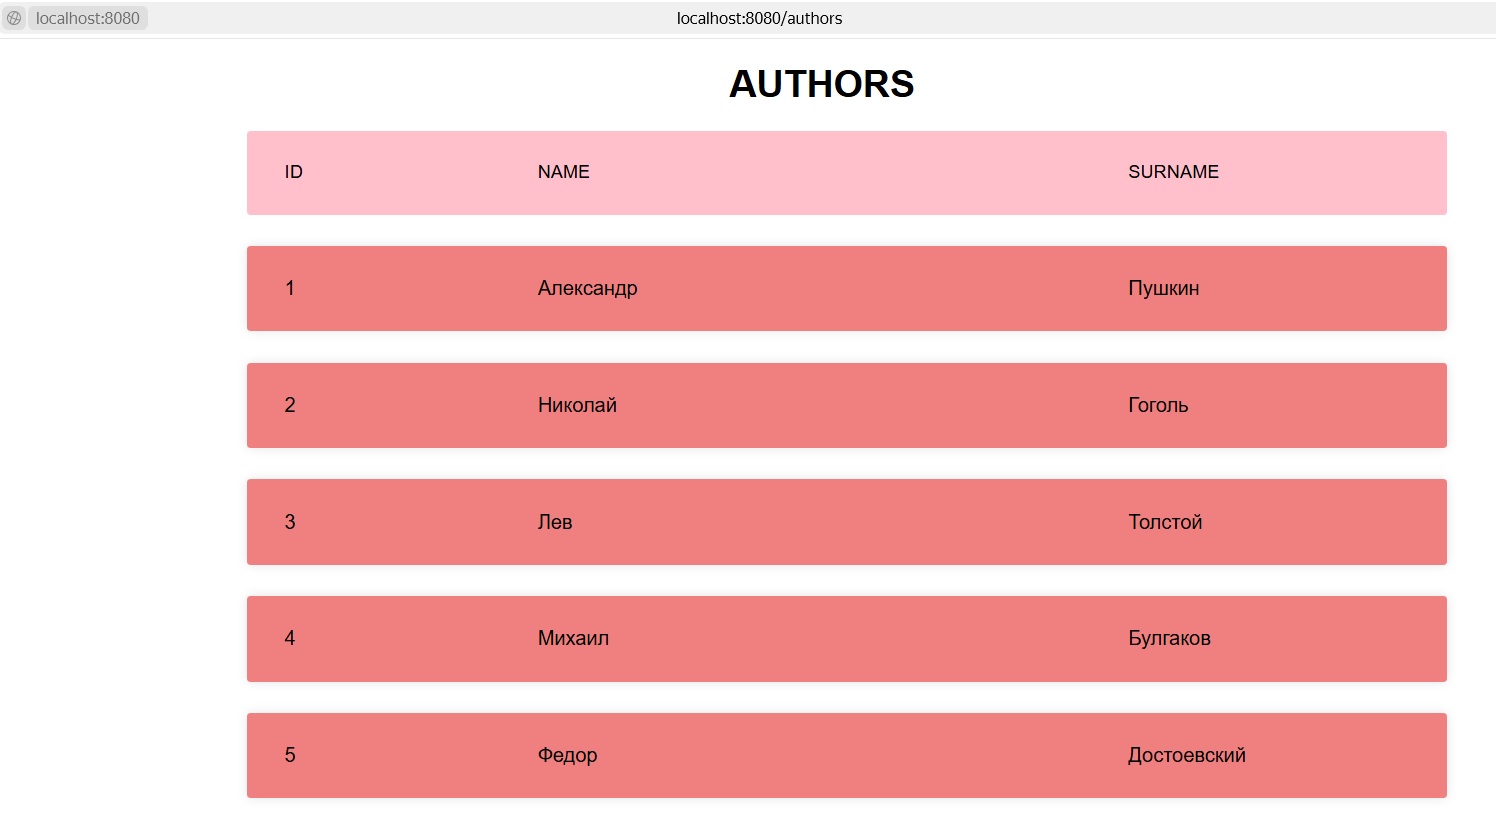 localhost:8080 localhost:8080/authors
AUTHORS
ID NAME SURNAME
1 Александр Пушкин
2 Николай Гоголь
3 Лев Толстой
4 Михаил Булгаков
5 Федор Достоевский